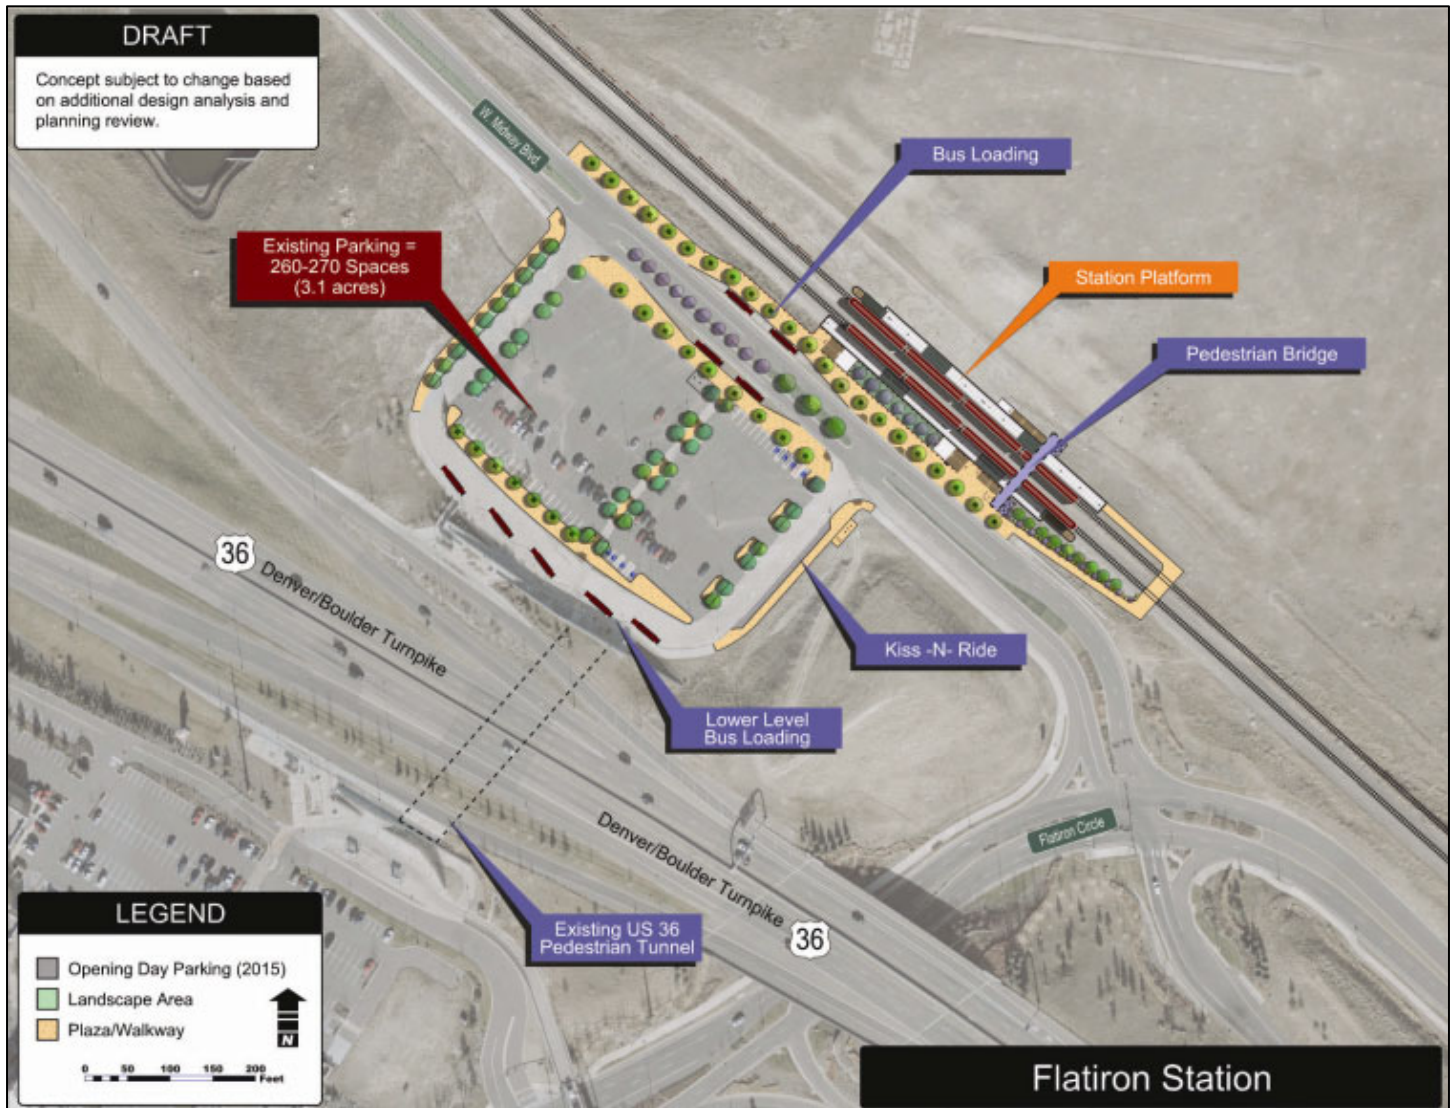 DRAFT
Concept subject to change based
on additional design analysis and
planning review.
W. Midway Blvd.
Bus Loading
Existing Parking =
260-270 Spaces
(3.1 acres)
Station Platform
Pedestrian Bridge
36
Denver/Boulder Turnpike
Kiss -N- Ride
Lower Level
Bus Loading
Denver/Boulder Turnpike
Flatiron Circle
36
Existing US 36
Pedestrian Tunnel
LEGEND
Opening Day Parking (2015)
Landscape Area
Plaza/Walkway
N
0 50 100 150 200
Feet
Flatiron Station